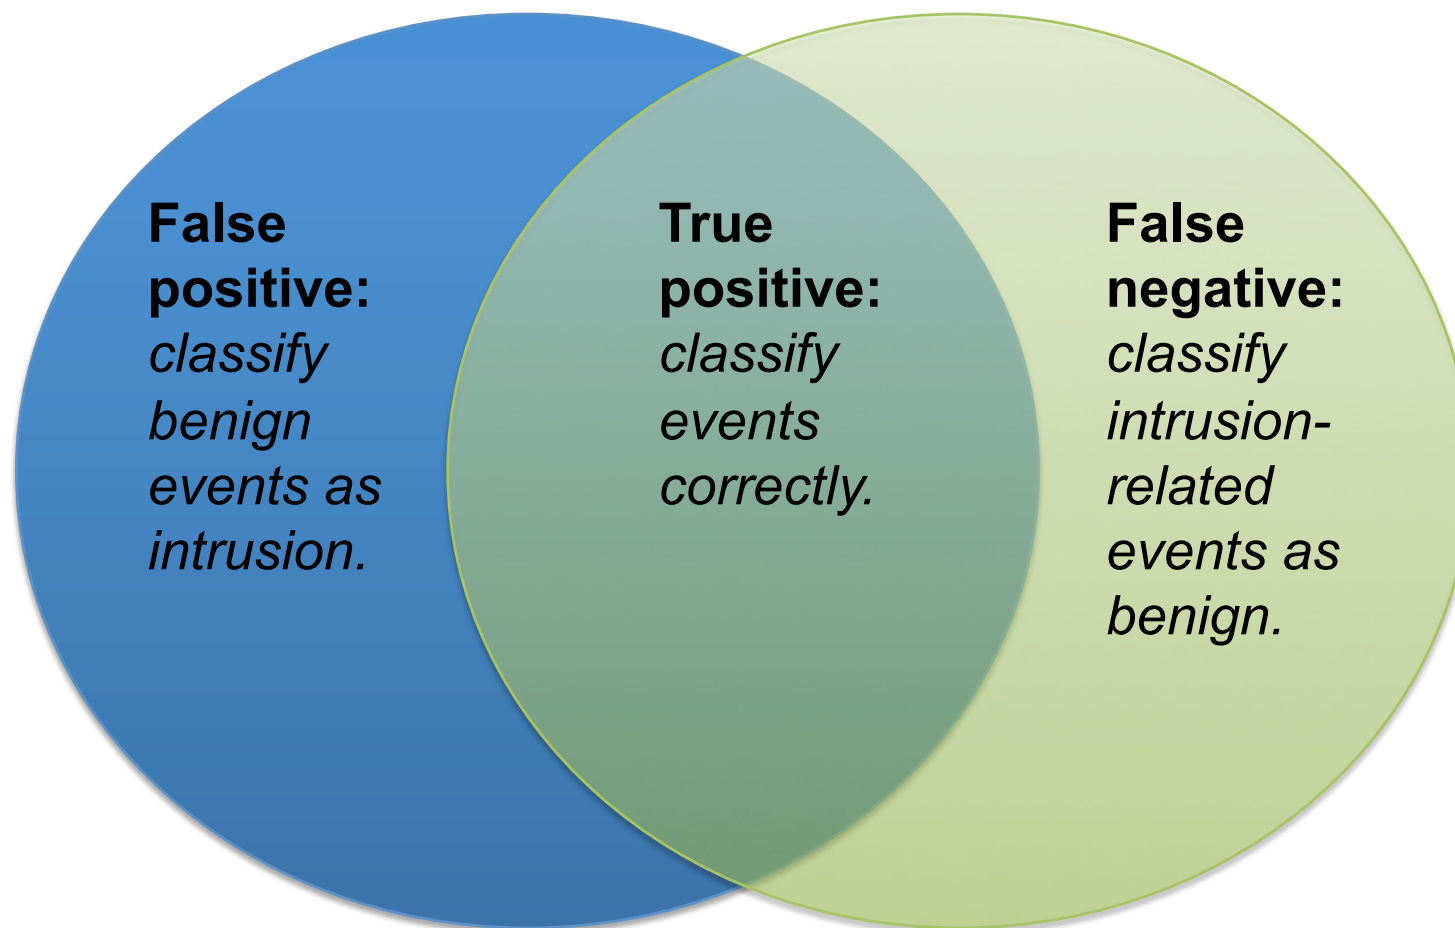 False
positive:
classify
benign
events as
intrusion.
True
positive:
classify
events
correctly.
False
negative:
classify
intrusion-
related
events as
benign.